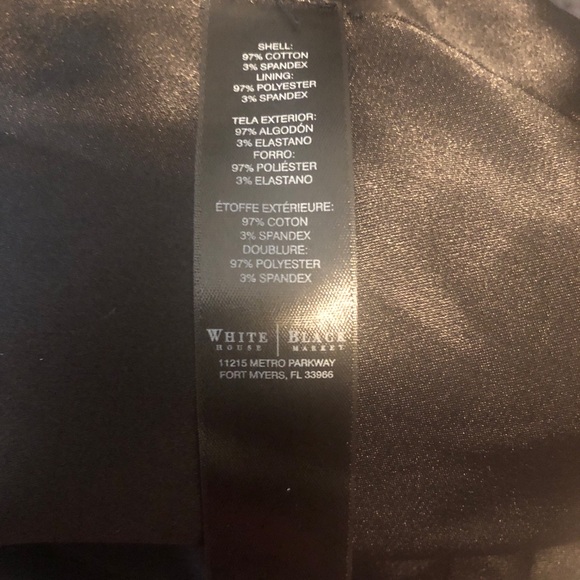 SHELL:
97% COTTON
3% SPANDEX
LINING:
97% POLYESTER
3% SPANDEX
TELA EXTERIOR:
97% ALGODÓN
3% ELASTANO
FORRO:
97% POLIÉSTER
3% ELASTANO
ÉTOFFE EXTÉRIEURE:
97% COTON
3% SPANDEX
DOUBLURE:
97% POLYESTER
3% SPANDEX
WHITE | BLACK
HOUSE | MARKET
11215 METRO PARKWAY
FORT MYERS, FL 33966